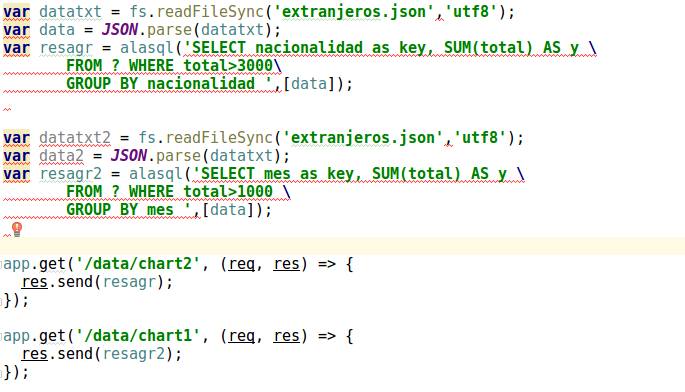 var datatxt = fs.readFileSync('extranjeros.json','utf8');
var data = JSON.parse(datatxt);
var resagr = alasql('SELECT nacionalidad as key, SUM(total) AS y \
FROM ? WHERE total>3000\
GROUP BY nacionalidad ',[data]);
var datatxt2 = fs.readFileSync('extranjeros.json','utf8');
var data2 = JSON.parse(datatxt);
var resagr2 = alasql('SELECT mes as key, SUM(total) AS y \
FROM ? WHERE total>1000 \
GROUP BY mes ',[data]);
app.get('/data/chart2', (req, res) => {
res.send(resagr);
});
app.get('/data/chart1', (req, res) => {
res.send(resagr2);
});